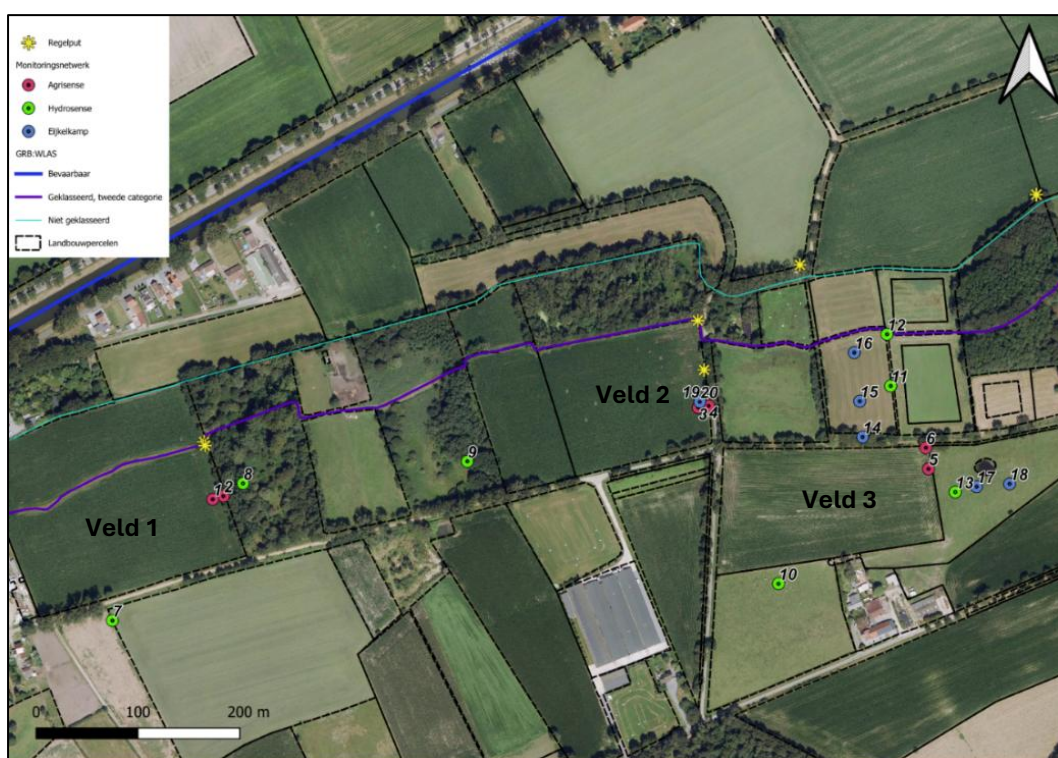 Regelput
Monitoringsnetwerk
Agrisense
Hydrosense
Eijkelkamp
GRB:WLAS
Bevaarbaar
Geklasseerd, tweede categorie
Niet geklasseerd
Landbouwpercelen
12
16
11
15
19 20
Veld 2
3 4
14
6
9
5
8
13 17 18
1 2
Veld 3
Veld 1
10
7
0 100 200 m